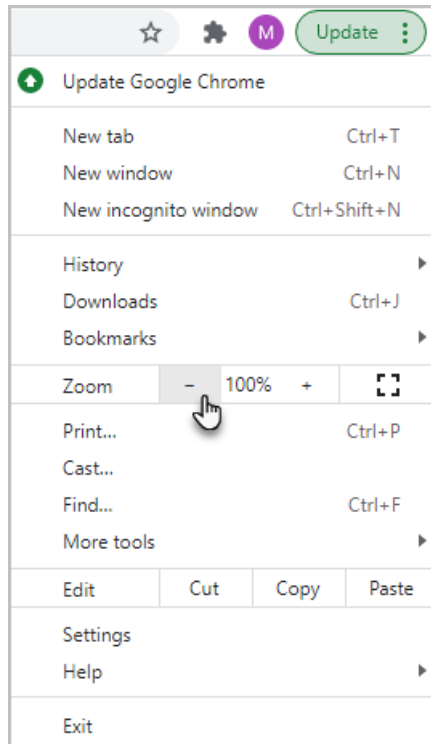 M Update
Update Google Chrome
New tab Ctrl+T
New window Ctrl+N
New incognito window Ctrl+Shift+N
History
Downloads Ctrl+J
Bookmarks
Zoom − 100% +
Print... Ctrl+P
Cast...
Find... Ctrl+F
More tools
Edit Cut Copy Paste
Settings
Help
Exit